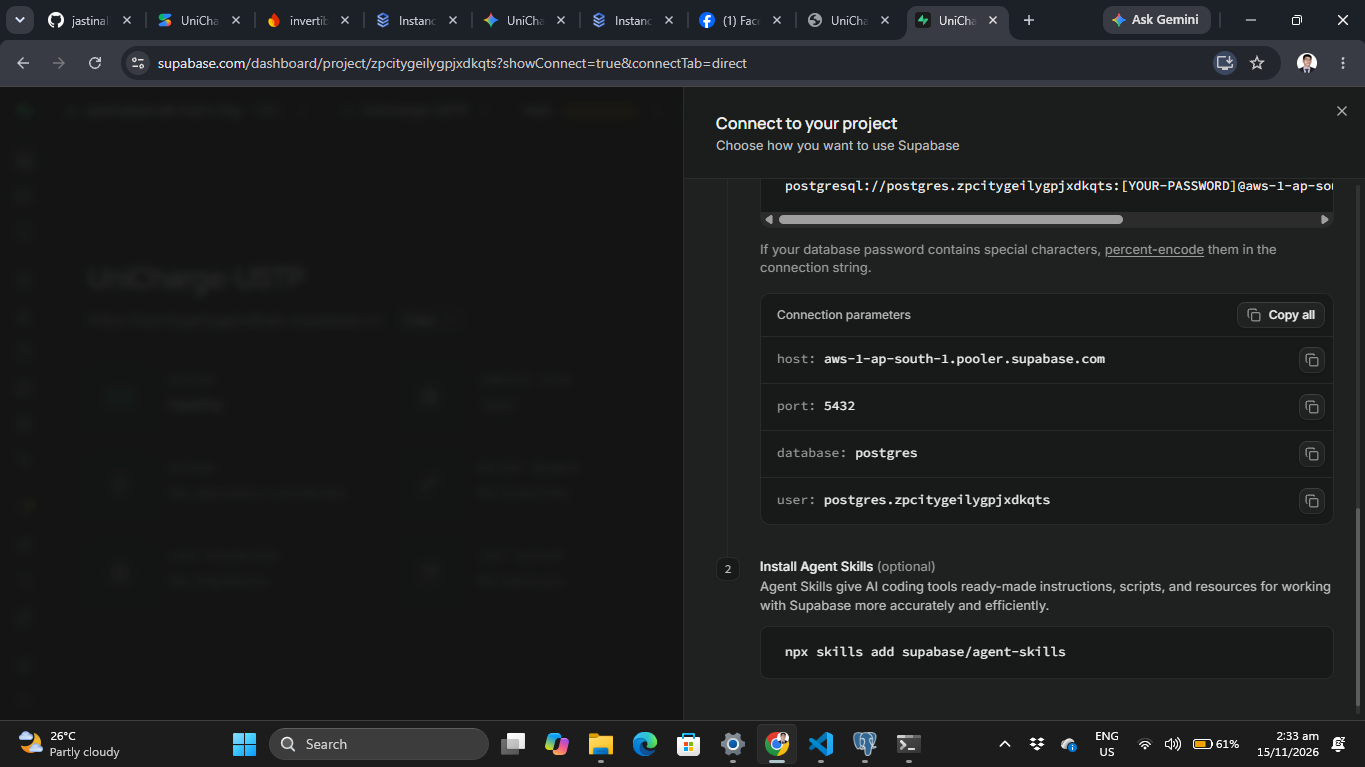 jastinal
UniCha
invertib
Instanc
UniCha
Instanc
(1) Fac
UniCha
UniCha
Ask Gemini
supabase.com/dashboard/project/zpcitygeilygpjxdkqts?showConnect=true&connectTab=direct
Connect to your project
Choose how you want to use Supabase
postgresql://postgres.zpcitygeilygpjxdkqts:[YOUR-PASSWORD]@aws-1-ap-sou
If your database password contains special characters, percent-encode them in the
connection string.
Connection parameters
Copy all
host: aws-1-ap-south-1.pooler.supabase.com
port: 5432
database: postgres
user: postgres.zpcitygeilygpjxdkqts
UniCharge-USTP
2
Install Agent Skills (optional)
Agent Skills give AI coding tools ready-made instructions, scripts, and resources for working
with Supabase more accurately and efficiently.
npx skills add supabase/agent-skills
26°C
Partly cloudy
Search
ENG
US
61%
2:33 am
15/11/2026